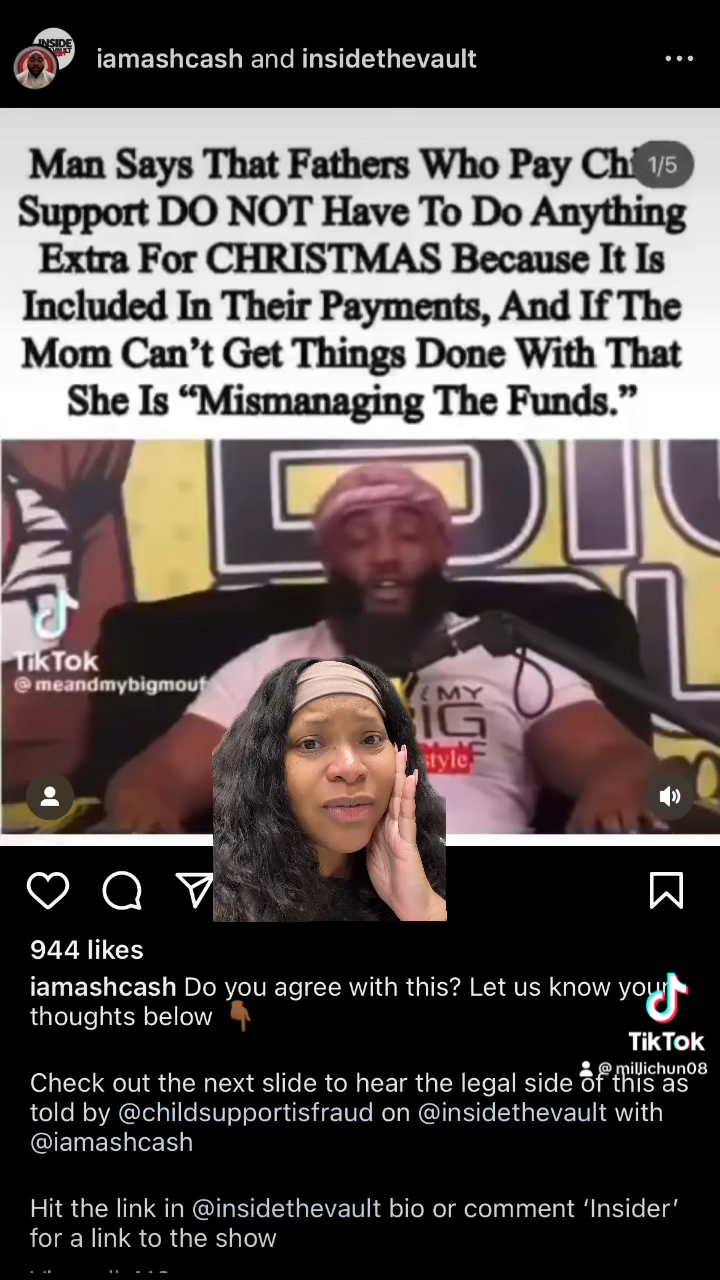 INSIDE
iamashcash and insidethevault
Man Says That Fathers Who Pay Chi
1/5
Support DO NOT Have To Do Anything
Extra For CHRISTMAS Because It Is
Included In Their Payments, And If The
Mom Can't Get Things Done With That
She Is “Mismanaging The Funds.”
BIG
TikTok
@meandmybigmouf
MY
BIG
style
944 likes
iamashcash Do you agree with this? Let us know your
thoughts below 👇🏾
TikTok
@millichun08
Check out the next slide to hear the legal side of this as
told by @childsupportisfraud on @insidethevault with
@iamashcash
Hit the link in @insidethevault bio or comment ‘Insider’
for a link to the show